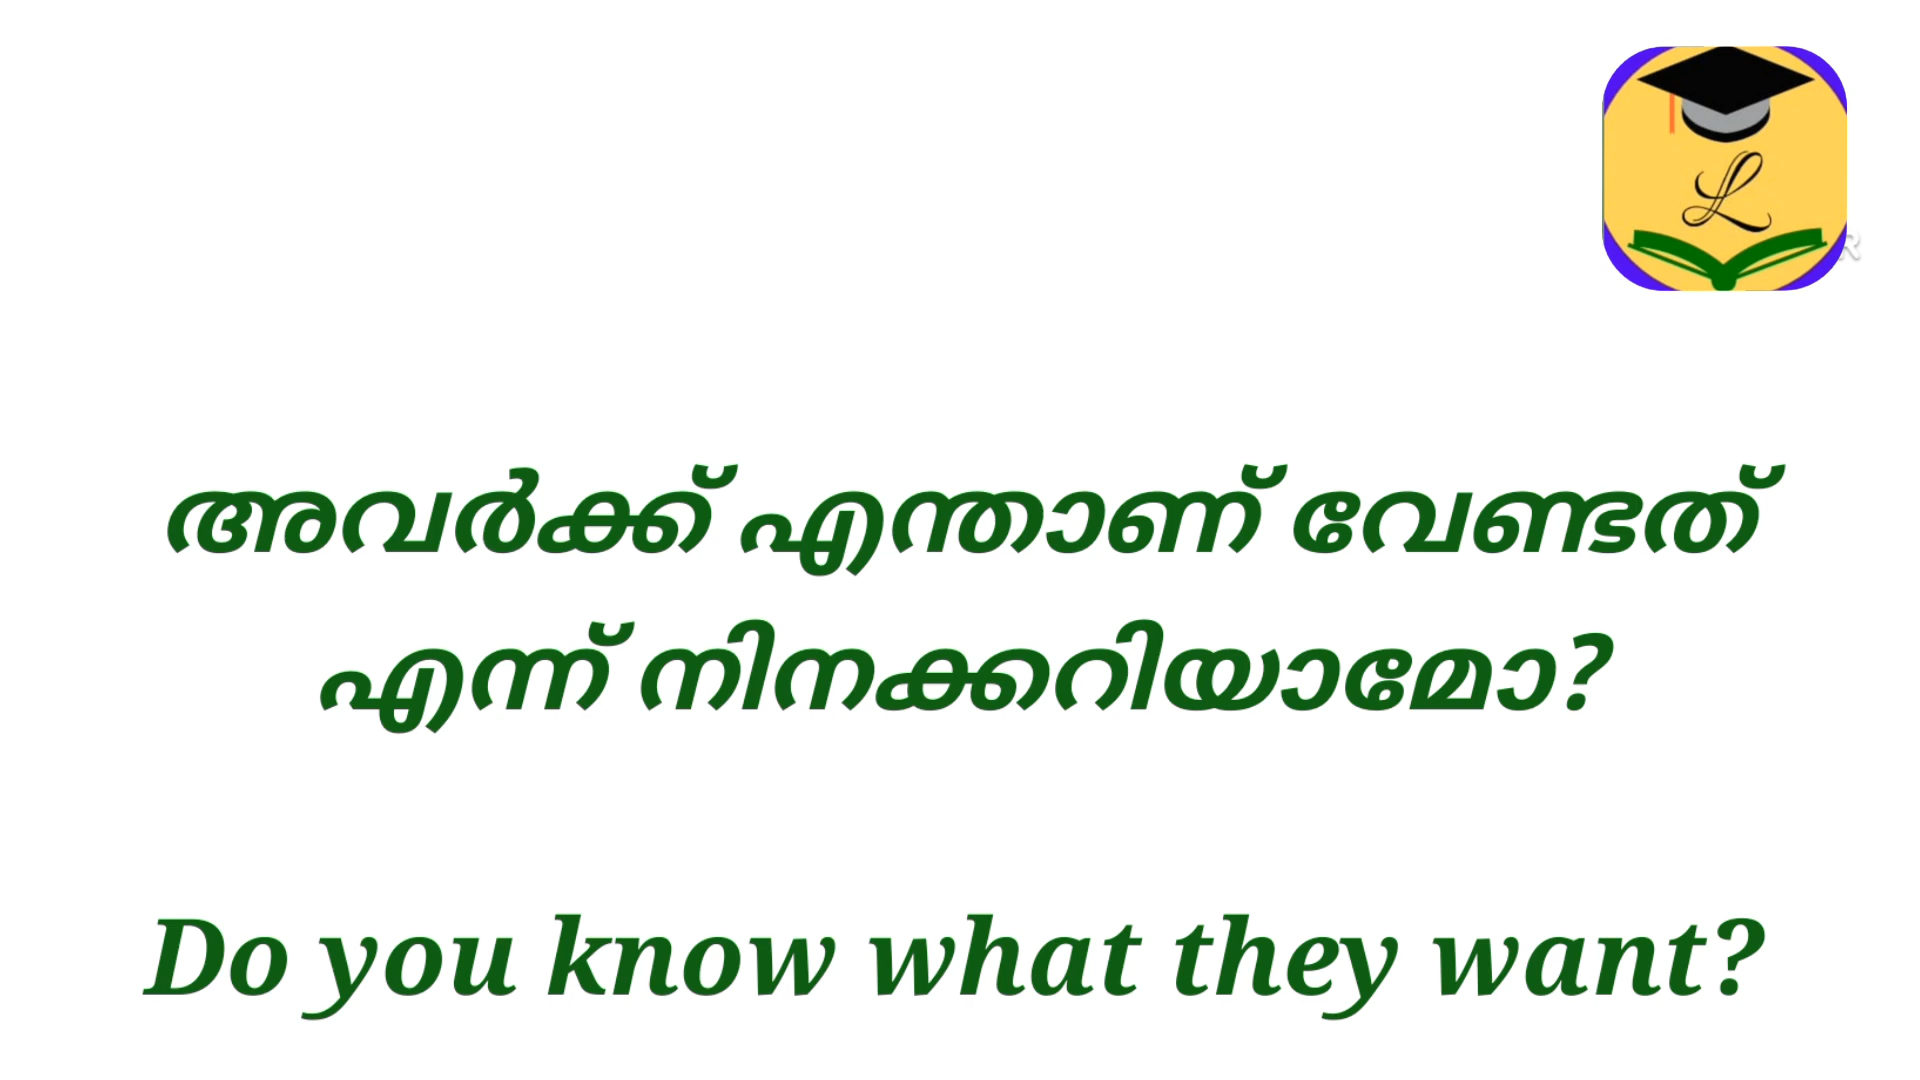 L
R
അവർക്ക് എന്താണ് വേണ്ടത്
എന്ന് നിനക്കറിയാമോ?
Do you know what they want?